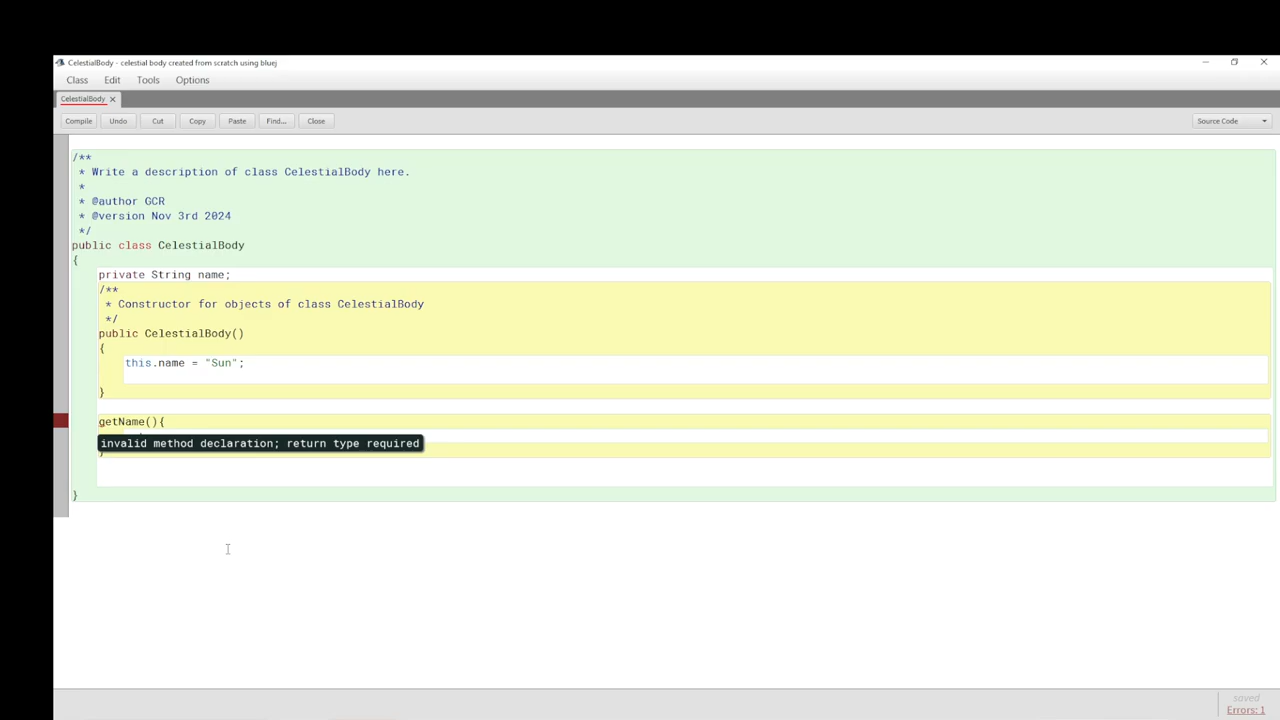 CelestialBody - celestial body created from scratch using bluej
Class Edit Tools Options
CelestialBody
Compile Undo Cut Copy Paste Find... Close Source Code
/**
* Write a description of class CelestialBody here.
*
* @author GCR
* @version Nov 3rd 2024
*/
public class CelestialBody
{
private String name;
/**
* Constructor for objects of class CelestialBody
*/
public CelestialBody()
{
this.name = "Sun";
}
getName(){
invalid method declaration; return type required
}
saved
Errors: 1